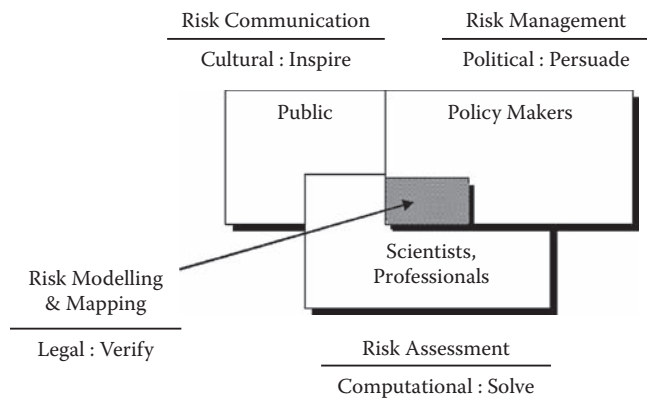 Risk Communication
Cultural : Inspire
Risk Management
Political : Persuade
Public
Policy Makers
Scientists,
Professionals
Risk Modelling
& Mapping
Legal : Verify
Risk Assessment
Computational : Solve